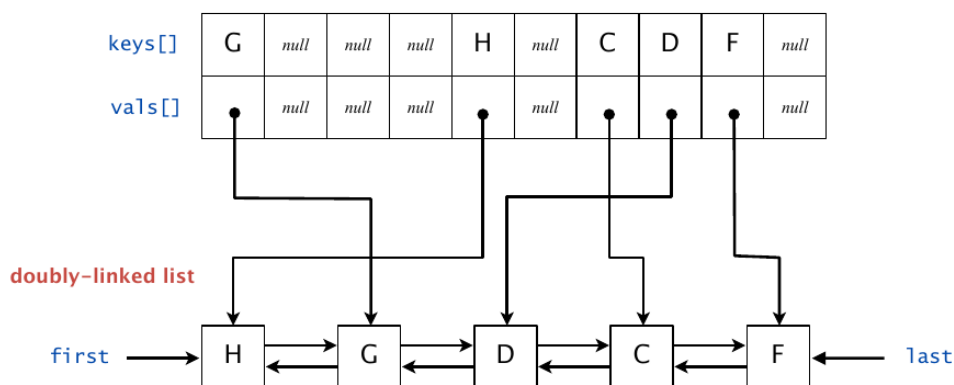 keys[] G null null null H null C D F null
vals[] null null null null null
doubly-linked list
first H G D C F last